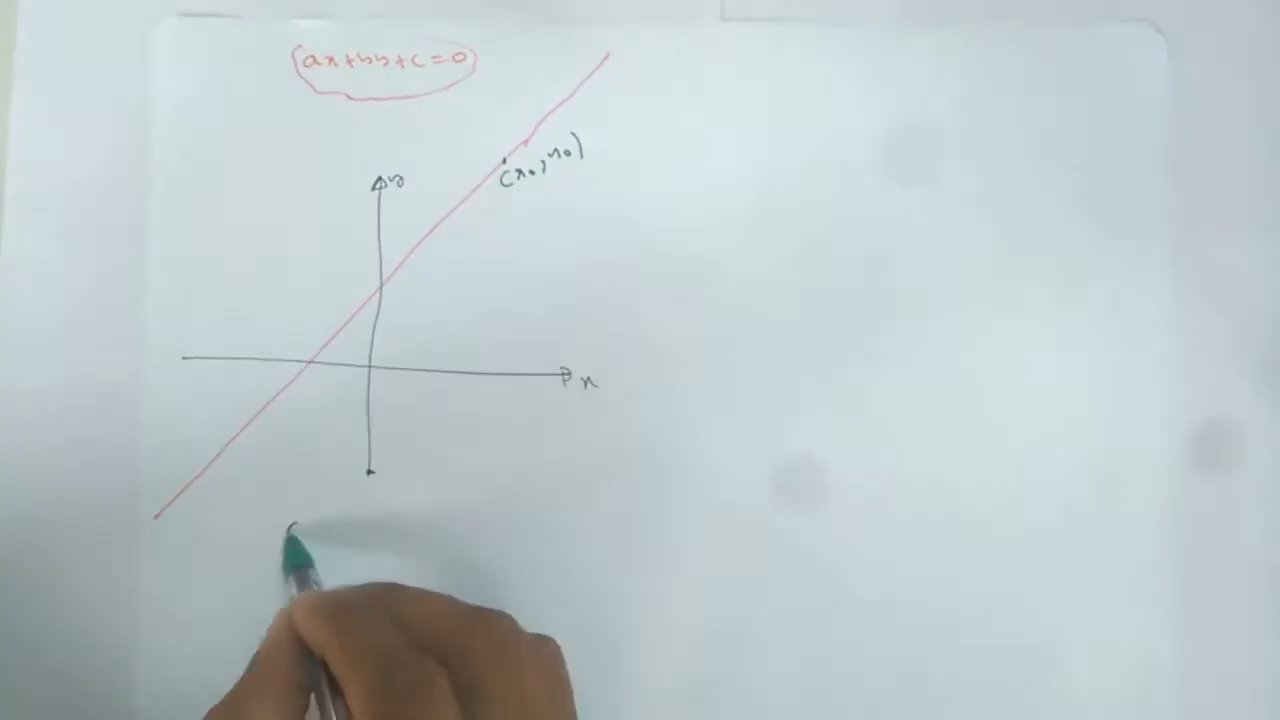 ax+by+c=0
(x₀,y₀)
y
x